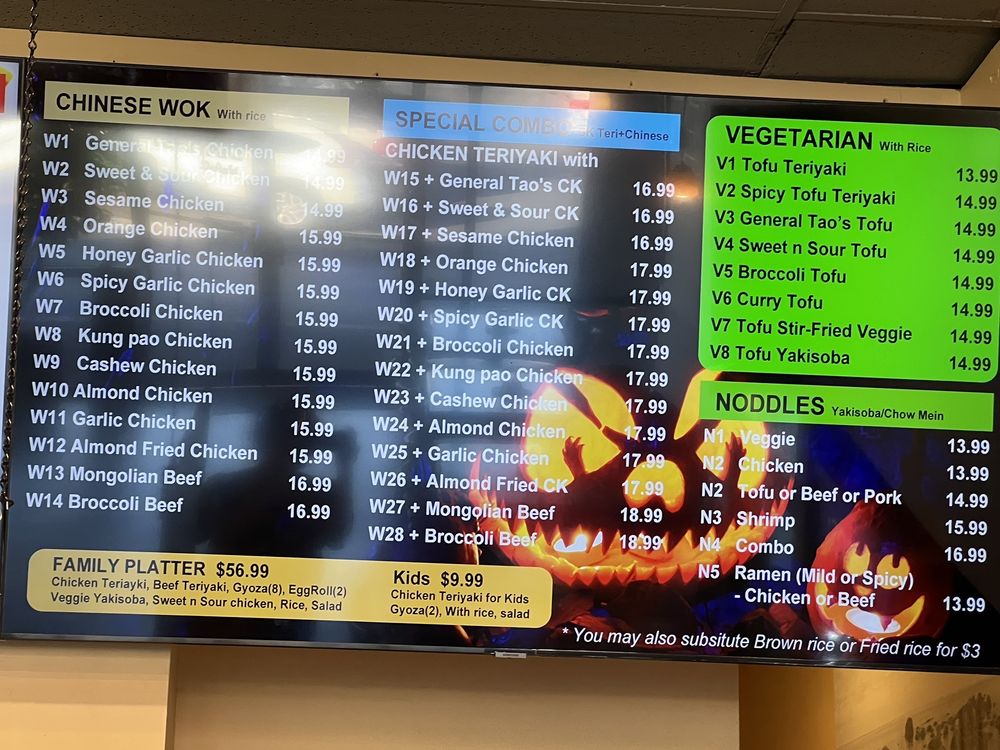 CHINESE WOK With rice
W1 General Tao's Chicken 14.99
W2 Sweet & Sour Chicken 14.99
W3 Sesame Chicken 14.99
W4 Orange Chicken 15.99
W5 Honey Garlic Chicken 15.99
W6 Spicy Garlic Chicken 15.99
W7 Broccoli Chicken 15.99
W8 Kung pao Chicken 15.99
W9 Cashew Chicken 15.99
W10 Almond Chicken 15.99
W11 Garlic Chicken 15.99
W12 Almond Fried Chicken 15.99
W13 Mongolian Beef 16.99
W14 Broccoli Beef 16.99
SPECIAL COMBO Teri+Chinese
CHICKEN TERIYAKI with
W15 + General Tao's CK 16.99
W16 + Sweet & Sour CK 16.99
W17 + Sesame Chicken 16.99
W18 + Orange Chicken 17.99
W19 + Honey Garlic CK 17.99
W20 + Spicy Garlic CK 17.99
W21 + Broccoli Chicken 17.99
W22 + Kung pao Chicken 17.99
W23 + Cashew Chicken 17.99
W24 + Almond Chicken 17.99
W25 + Garlic Chicken 17.99
W26 + Almond Fried CK 17.99
W27 + Mongolian Beef 18.99
W28 + Broccoli Beef 18.99
VEGETARIAN With Rice
V1 Tofu Teriyaki 13.99
V2 Spicy Tofu Teriyaki 14.99
V3 General Tao's Tofu 14.99
V4 Sweet n Sour Tofu 14.99
V5 Broccoli Tofu 14.99
V6 Curry Tofu 14.99
V7 Tofu Stir-Fried Veggie 14.99
V8 Tofu Yakisoba 14.99
NODDLES Yakisoba/Chow Mein
N1 Veggie 13.99
N2 Chicken 13.99
N2 Tofu or Beef or Pork 14.99
N3 Shrimp 15.99
N4 Combo 16.99
N5 Ramen (Mild or Spicy)
- Chicken or Beef 13.99
FAMILY PLATTER $56.99
Chicken Teriayki, Beef Teriyaki, Gyoza(8), EggRoll(2)
Veggie Yakisoba, Sweet n Sour chicken, Rice, Salad
Kids $9.99
Chicken Teriyaki for Kids
Gyoza(2), With rice, salad
* You may also subsitute Brown rice or Fried rice for $3